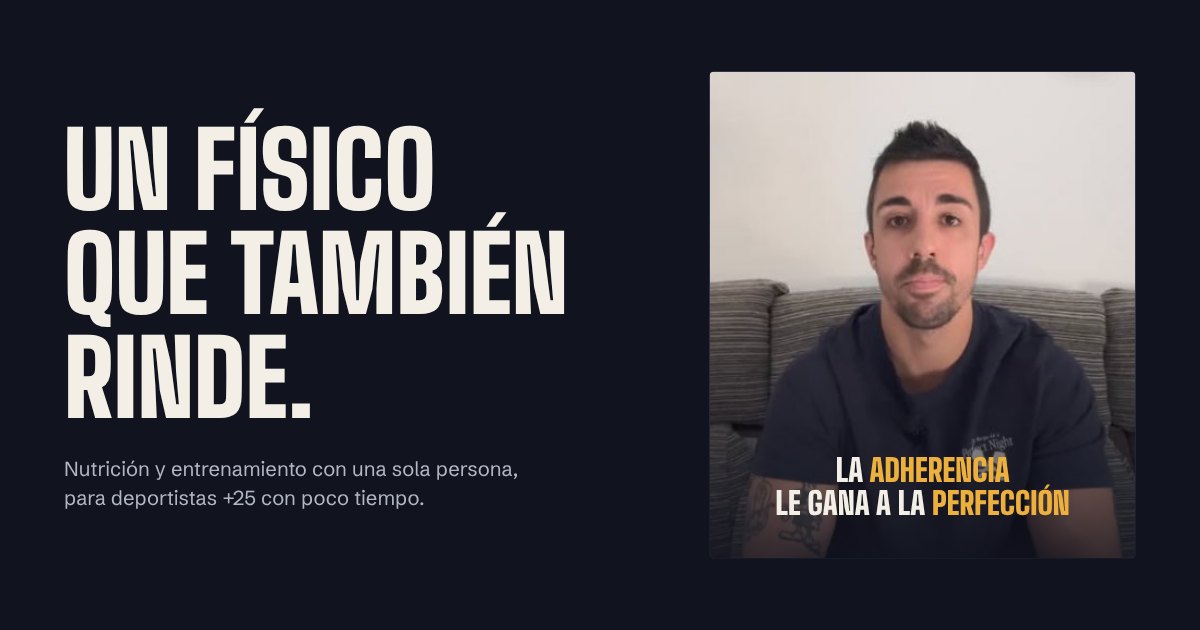 UN FÍSICO
QUE TAMBIÉN
RINDE.
Nutrición y entrenamiento con una sola persona,
para deportistas +25 con poco tiempo.
Night
LA ADHERENCIA
LE GANA A LA PERFECCIÓN